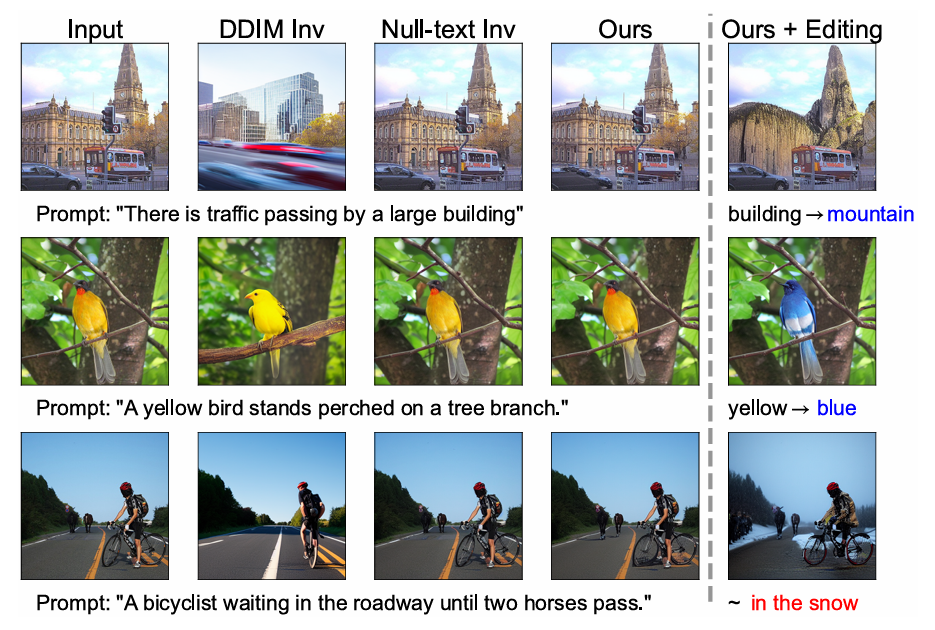 Input DDIM Inv Null-text Inv Ours Ours + Editing
Prompt: "There is traffic passing by a large building" building→mountain
Prompt: "A yellow bird stands perched on a tree branch." yellow→ blue
Prompt: "A bicyclist waiting in the roadway until two horses pass." ~ in the snow